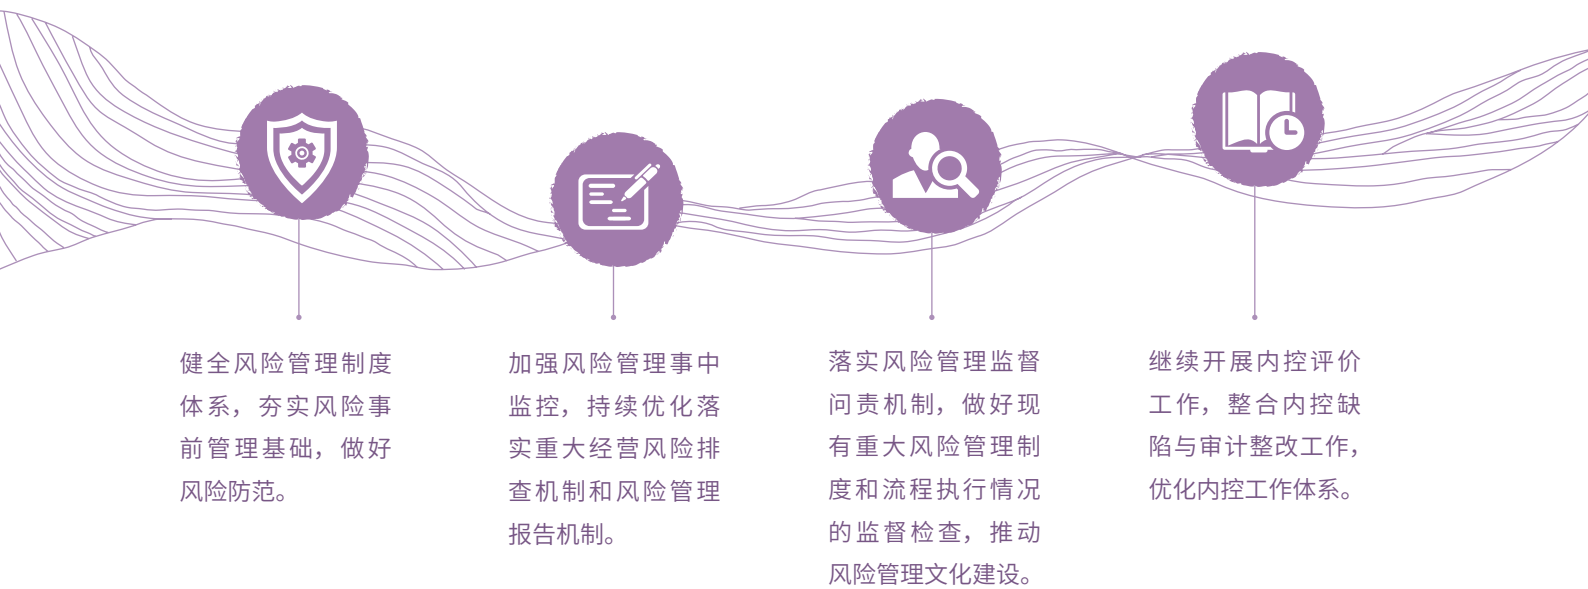 健全风险管理制度
体系，夯实风险事
前管理基础，做好
风险防范。
加强风险管理事中
监控，持续优化落
实重大经营风险排
查机制和风险管理
报告机制。
落实风险管理监督
问责机制，做好现
有重大风险管理制
度和流程执行情况
的监督检查，推动
风险管理文化建设。
继续开展内控评价
工作，整合内控缺
陷与审计整改工作，
优化内控工作体系。